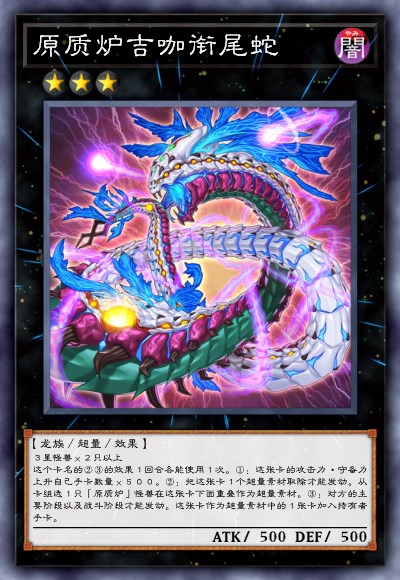 原质炉吉咖衔尾蛇
やみ
闇
【龙族／超量／效果】
３星怪兽×２只以上
这个卡名的②③的效果１回合各能使用１次。①：这张卡的攻击力·守备力
上升自己手卡数量×５００。②：把这张卡１个超量素材取除才能发动。从
卡组选１只「原质炉」怪兽在这张卡下面重叠作为超量素材。③：对方的主
要阶段以及战斗阶段才能发动。这张卡作为超量素材中的１张卡加入持有者
手卡。
ATK/ 500 DEF/ 500